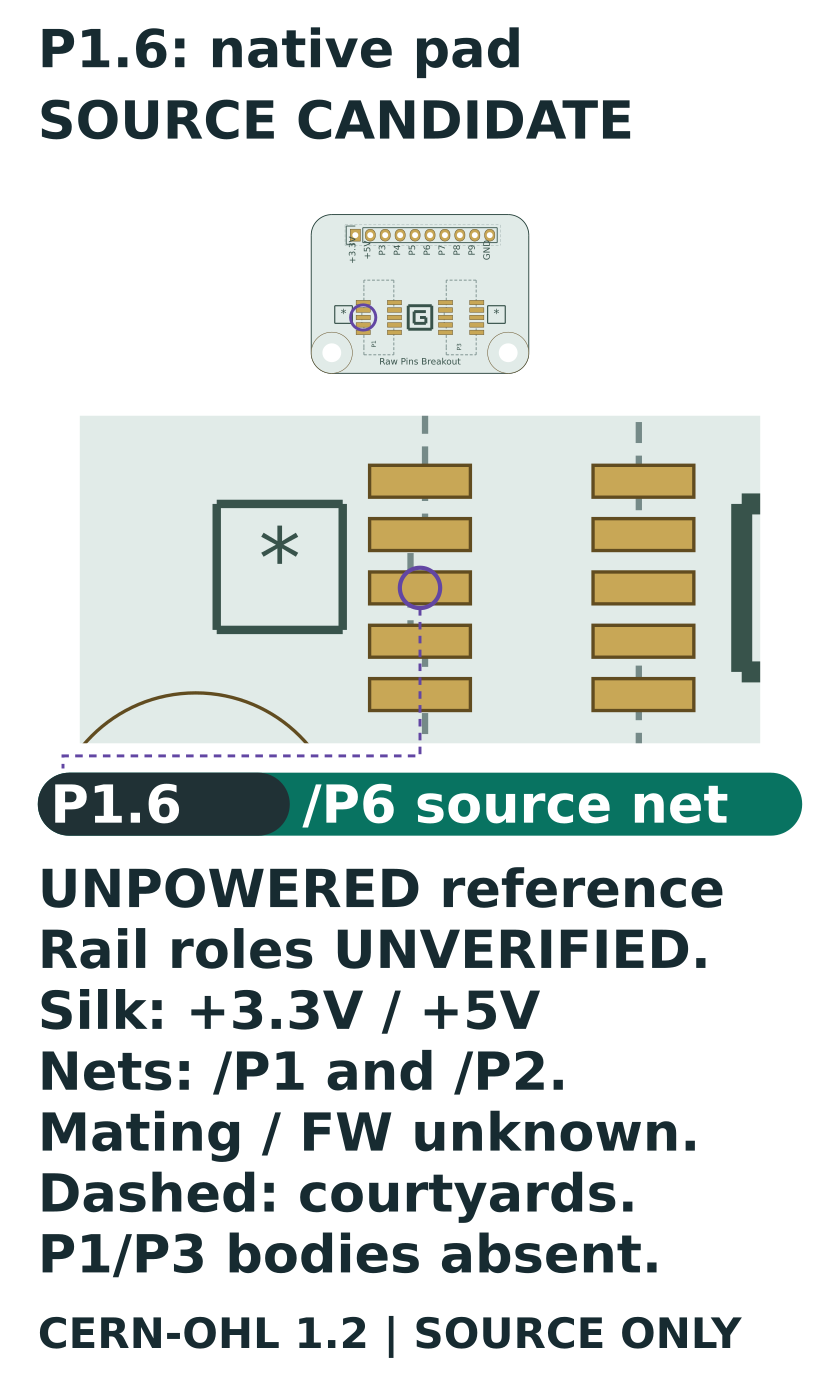 P1.6: native pad
SOURCE CANDIDATE
+3.3V
+5V
P3
P4
P5
P6
P7
P8
P9
GND
*
*
P1
P3
Raw Pins Breakout
*
P1.6
/P6 source net
UNPOWERED reference
Rail roles UNVERIFIED.
Silk: +3.3V / +5V
Nets: /P1 and /P2.
Mating / FW unknown.
Dashed: courtyards.
P1/P3 bodies absent.
CERN-OHL 1.2 | SOURCE ONLY